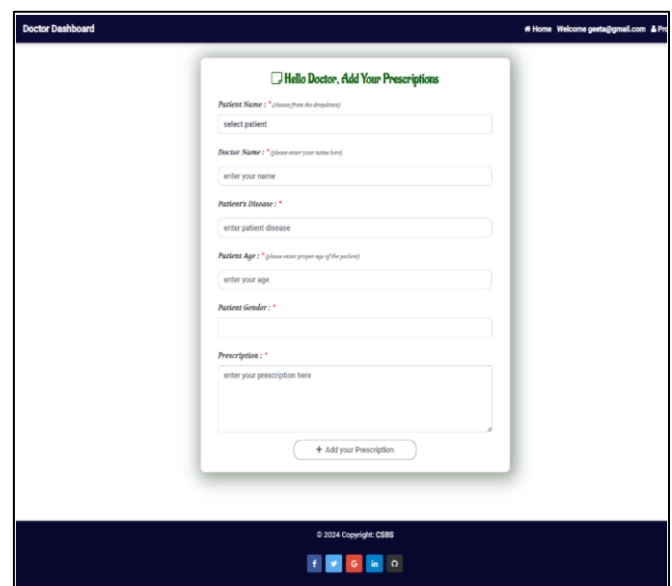 Doctor Dashboard
Home Welcome geeta@gmail.com Pro
Hello Doctor, Add Your Prescriptions
Patient Name : * (choose from the dropdown)
select patient
Doctor Name : * (please enter your name here)
enter your name
Patient's Disease : *
enter patient disease
Patient Age : * (please enter proper age of the patient)
enter your age
Patient Gender : *
Prescription : *
enter your prescription here
+ Add your Prescription
© 2024 Copyright: CSBS